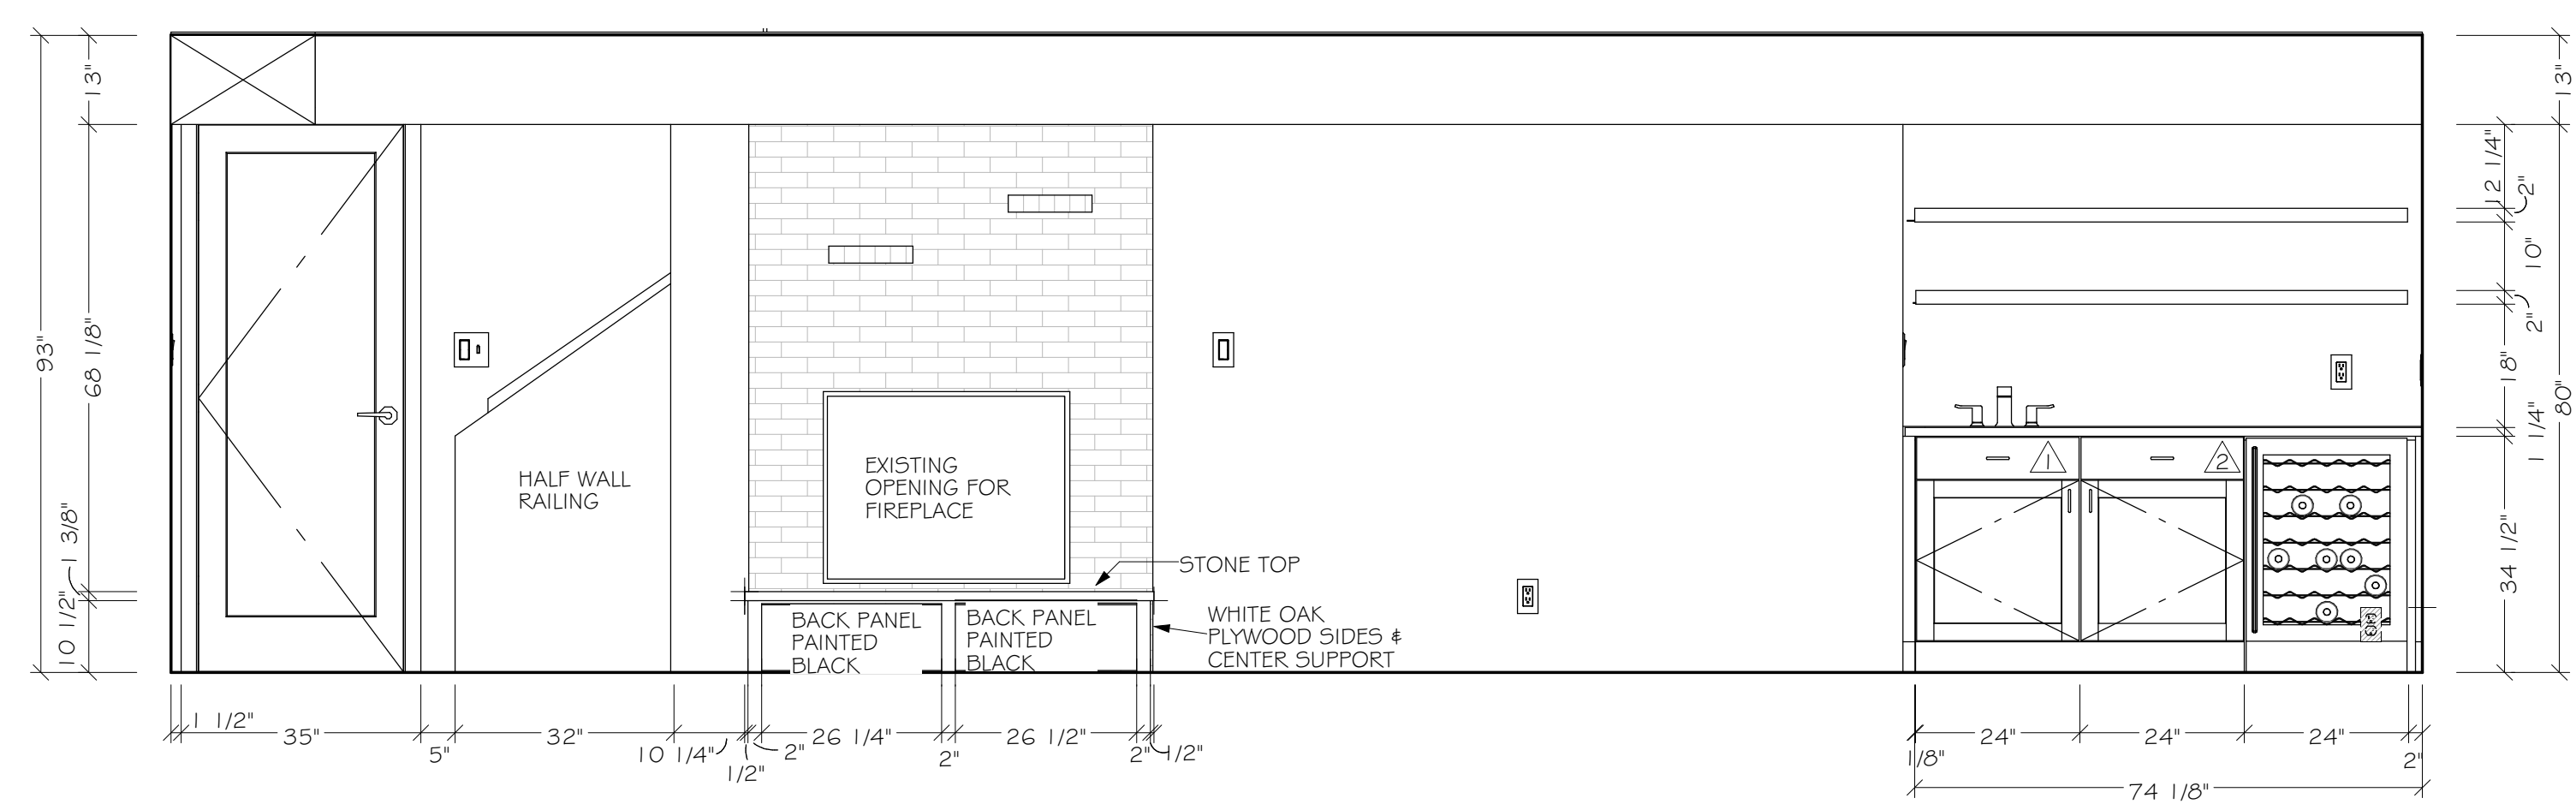 13"
93"
68 1/8"
1 3/8"
10 1/2"
HALF WALL
RAILING
EXISTING
OPENING FOR
FIREPLACE
STONE TOP
BACK PANEL
PAINTED
BLACK
BACK PANEL
PAINTED
BLACK
WHITE OAK
PLYWOOD SIDES &
CENTER SUPPORT
1
2
13"
12 1/4"
2"
10"
2"
18"
1 1/4"
80"
34 1/2"
1 1/2"
35"
5"
32"
10 1/4"
1/2"
2"
26 1/4"
2"
26 1/2"
2"
1/2"
1/8"
24"
24"
24"
2"
74 1/8"